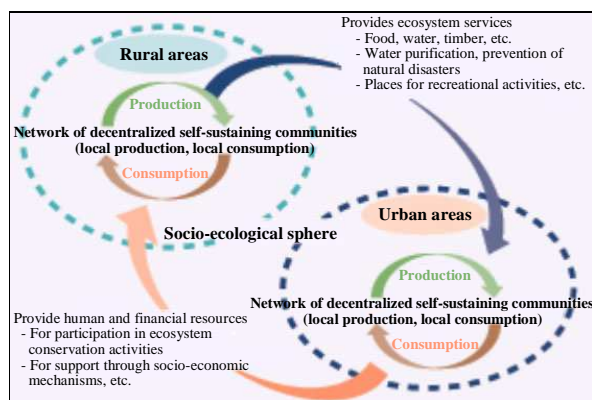 Provides ecosystem services
- Food, water, timber, etc.
- Water purification, prevention of
natural disasters
- Places for recreational activities, etc.
Rural areas
Production
Network of decentralized self-sustaining communities
(local production, local consumption)
Consumption
Socio-ecological sphere
Urban areas
Production
Network of decentralized self-sustaining communities
(local production, local consumption)
Consumption
Provide human and financial resources
- For participation in ecosystem
conservation activities
- For support through socio-economic
mechanisms, etc.